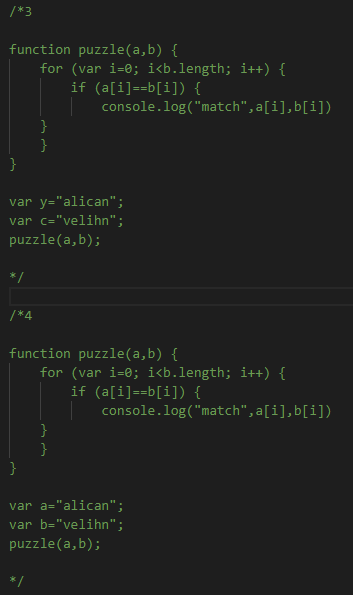 /*3
function puzzle(a,b) {
    for (var i=0; i<b.length; i++) {
        if (a[i]==b[i]) {
            console.log("match",a[i],b[i])
    }
    }
}
var y="alican";
var c="velihn";
puzzle(a,b);
*/
/*4
function puzzle(a,b) {
    for (var i=0; i<b.length; i++) {
        if (a[i]==b[i]) {
            console.log("match",a[i],b[i])
    }
    }
}
var a="alican";
var b="velihn";
puzzle(a,b);
*/